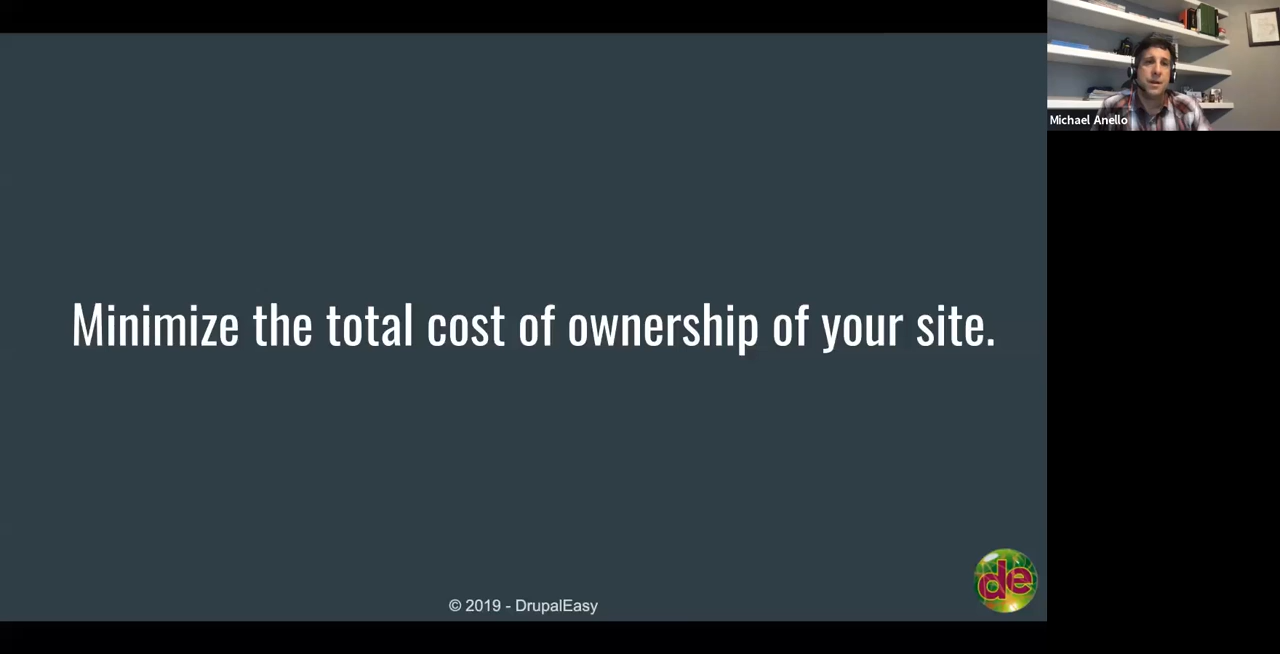 Michael Anello
Minimize the total cost of ownership of your site.
de
© 2019 - DrupalEasy